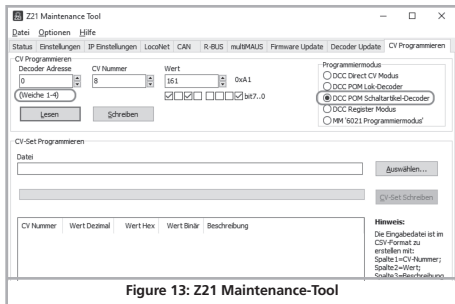 Z21 Maintenance Tool
Datei Optionen Hilfe
Status Einstellungen IP Einstellungen LocoNet CAN R-BUS multiMAUS Firmware Update Decoder Update CV Programmieren
CV Programmieren
Decoder Adresse CV Nummer Wert
0 8 161 0xA1
(Weiche 1-4) bit7..0
Lesen Schreiben
Programmiermodus
DCC Direct CV Modus
DCC POM Lok-Decoder
DCC POM Schaltartikel-Decoder
DCC Register Modus
MM '6021 Programmiermodus'
CV-Set Programmieren
Datei
Auswählen...
CV-Set Schreiben
CV Nummer Wert Dezimal Wert Hex Wert Binär Beschreibung
Hinweis:
Die Eingabedatei ist im
CSV-Format zu
erstellen mit:
Spalte1=CV-Nummer;
Spalte2=Wert;
Spalte3=Beschreibung
Figure 13: Z21 Maintenance-Tool